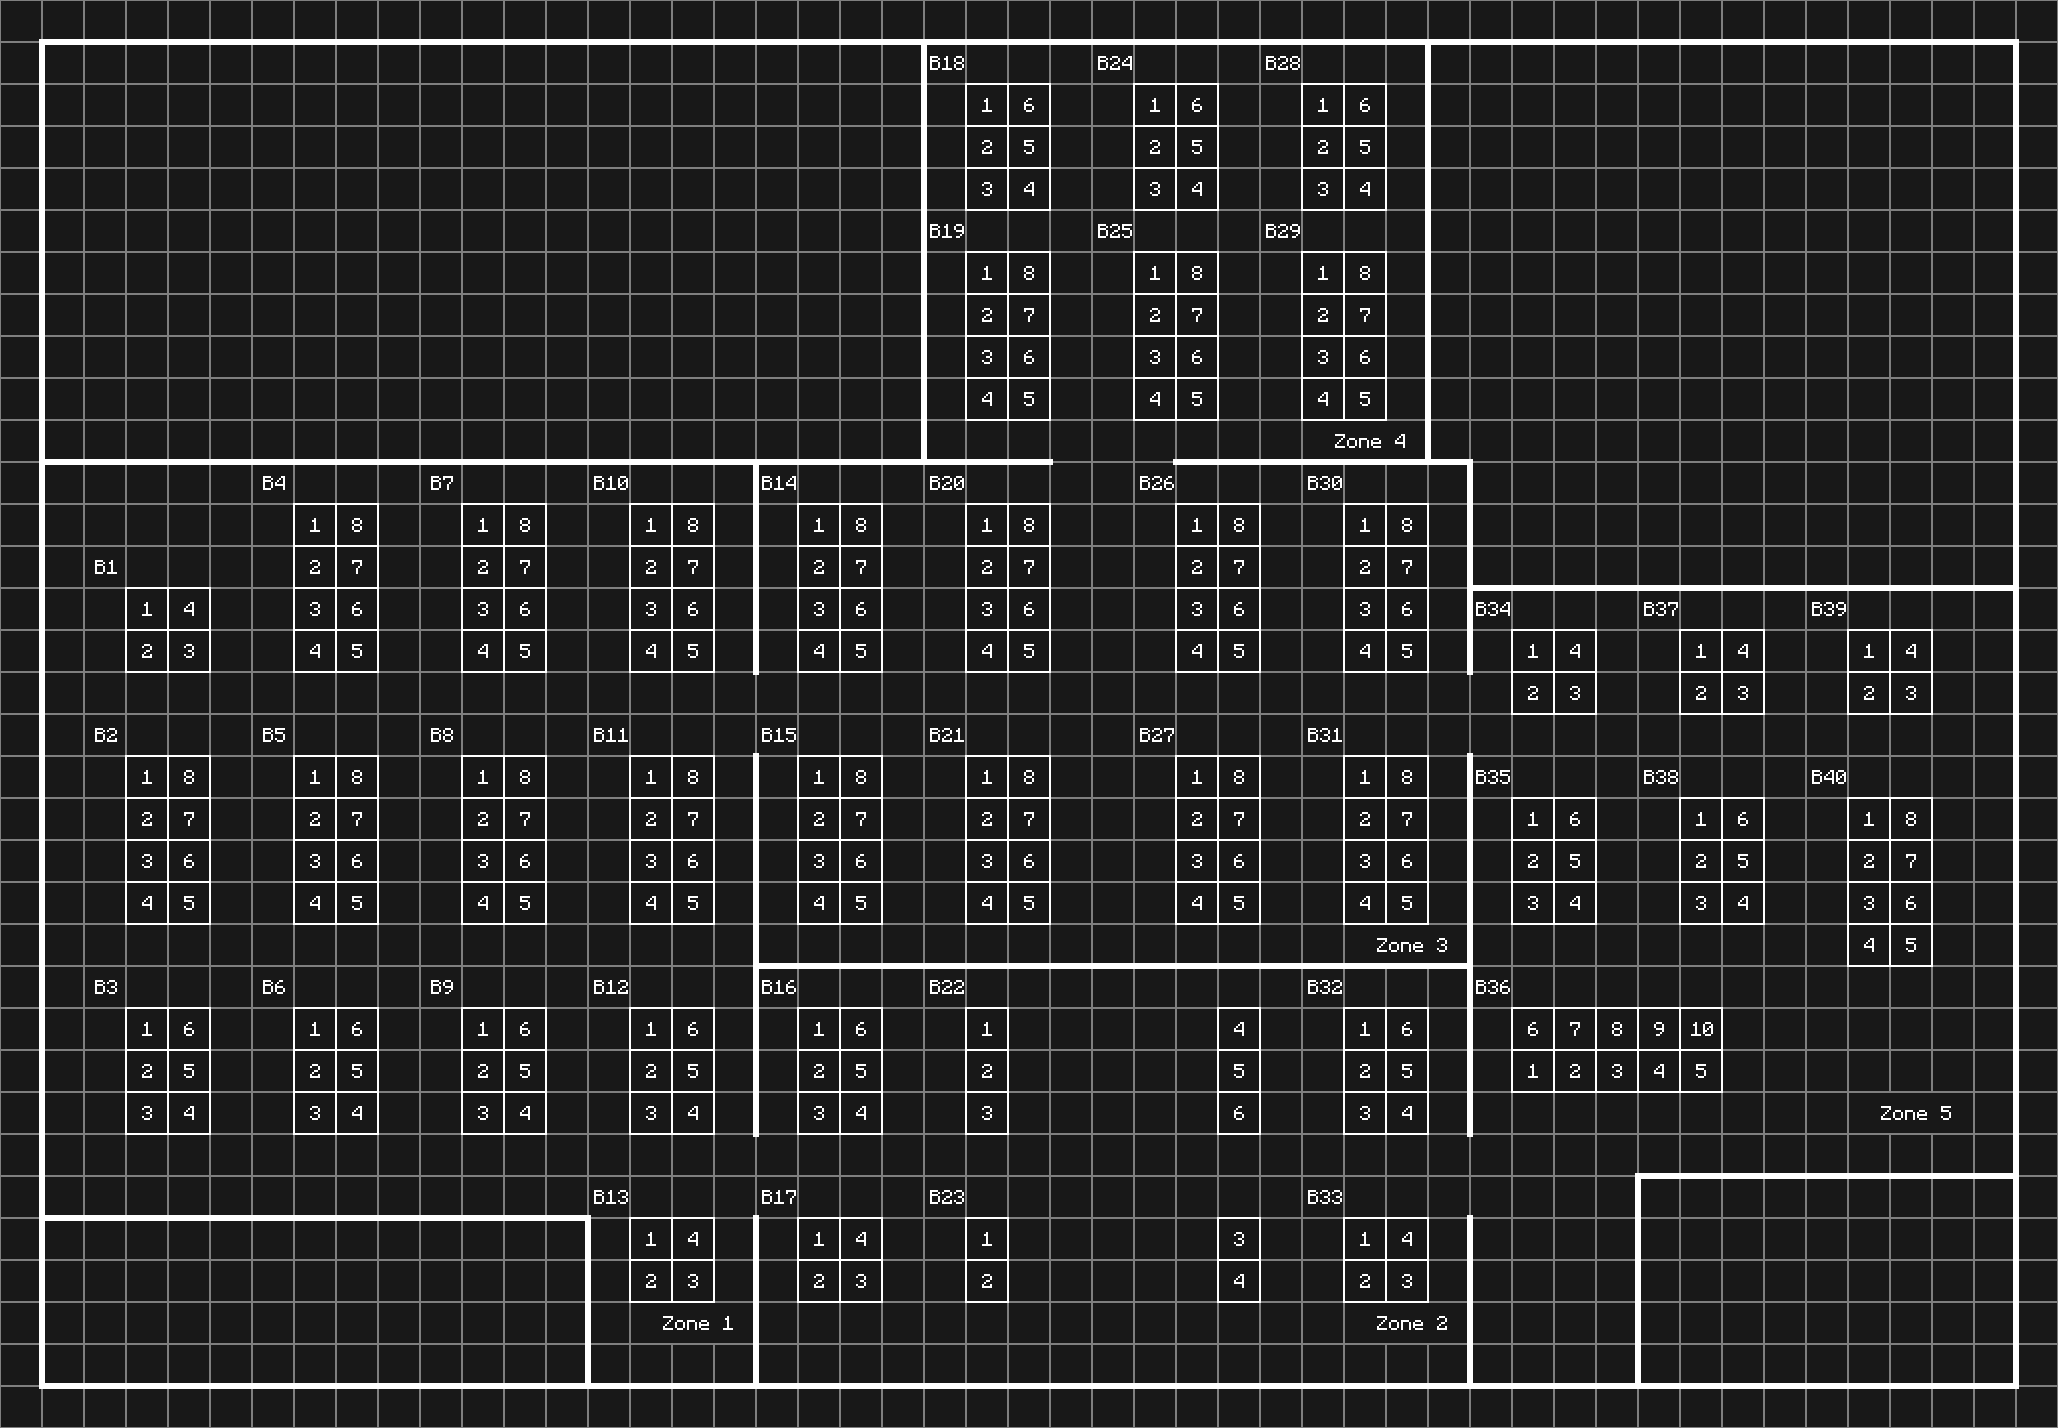 B18 B24 B28
1 6 1 6 1 6
2 5 2 5 2 5
3 4 3 4 3 4
B19 B25 B29
1 8 1 8 1 8
2 7 2 7 2 7
3 6 3 6 3 6
4 5 4 5 4 5
Zone 4
B4 B7 B10 B14 B20 B26 B30
1 8 1 8 1 8 1 8 1 8 1 8 1 8
B1 2 7 2 7 2 7 2 7 2 7 2 7 2 7
1 4 3 6 3 6 3 6 3 6 3 6 3 6 3 6 B34 B37 B39
2 3 4 5 4 5 4 5 4 5 4 5 4 5 4 5 1 4 1 4 1 4
2 3 2 3 2 3
B2 B5 B8 B11 B15 B21 B27 B31
1 8 1 8 1 8 1 8 1 8 1 8 1 8 1 8 B35 B38 B40
2 7 2 7 2 7 2 7 2 7 2 7 2 7 2 7 1 6 1 6 1 8
3 6 3 6 3 6 3 6 3 6 3 6 3 6 3 6 2 5 2 5 2 7
4 5 4 5 4 5 4 5 4 5 4 5 4 5 4 5 3 4 3 4 3 6
Zone 3 4 5
B3 B6 B9 B12 B16 B22 B32 B36
1 6 1 6 1 6 1 6 1 6 1 4 1 6 6 7 8 9 10
2 5 2 5 2 5 2 5 2 5 2 5 2 5 1 2 3 4 5
3 4 3 4 3 4 3 4 3 4 3 6 3 4 Zone 5
B13 B17 B23 B33
1 4 1 4 1 3 1 4
2 3 2 3 2 4 2 3
Zone 1 Zone 2